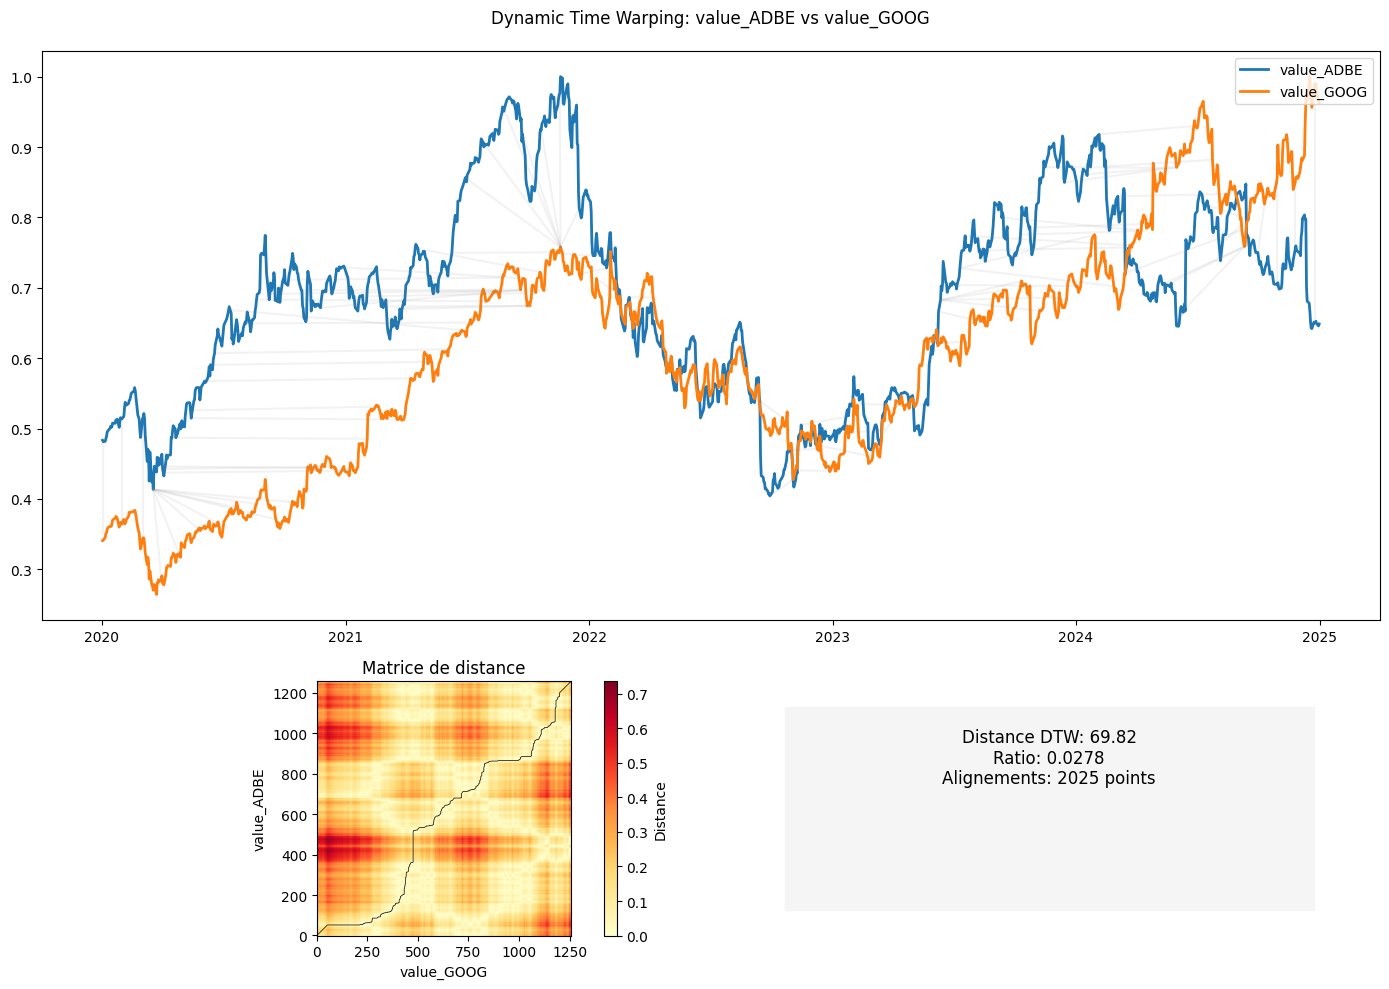 Dynamic Time Warping: value_ADBE vs value_GOOG
value_ADBE
value_GOOG
1.0
0.9
0.8
0.7
0.6
0.5
0.4
0.3
2020 2021 2022 2023 2024 2025
Matrice de distance
value_ADBE
1200
1000
800
600
400
200
0
0 250 500 750 1000 1250
value_GOOG
0.7
0.6
0.5
0.4
0.3
0.2
0.1
0.0
Distance
Distance DTW: 69.82
Ratio: 0.0278
Alignements: 2025 points